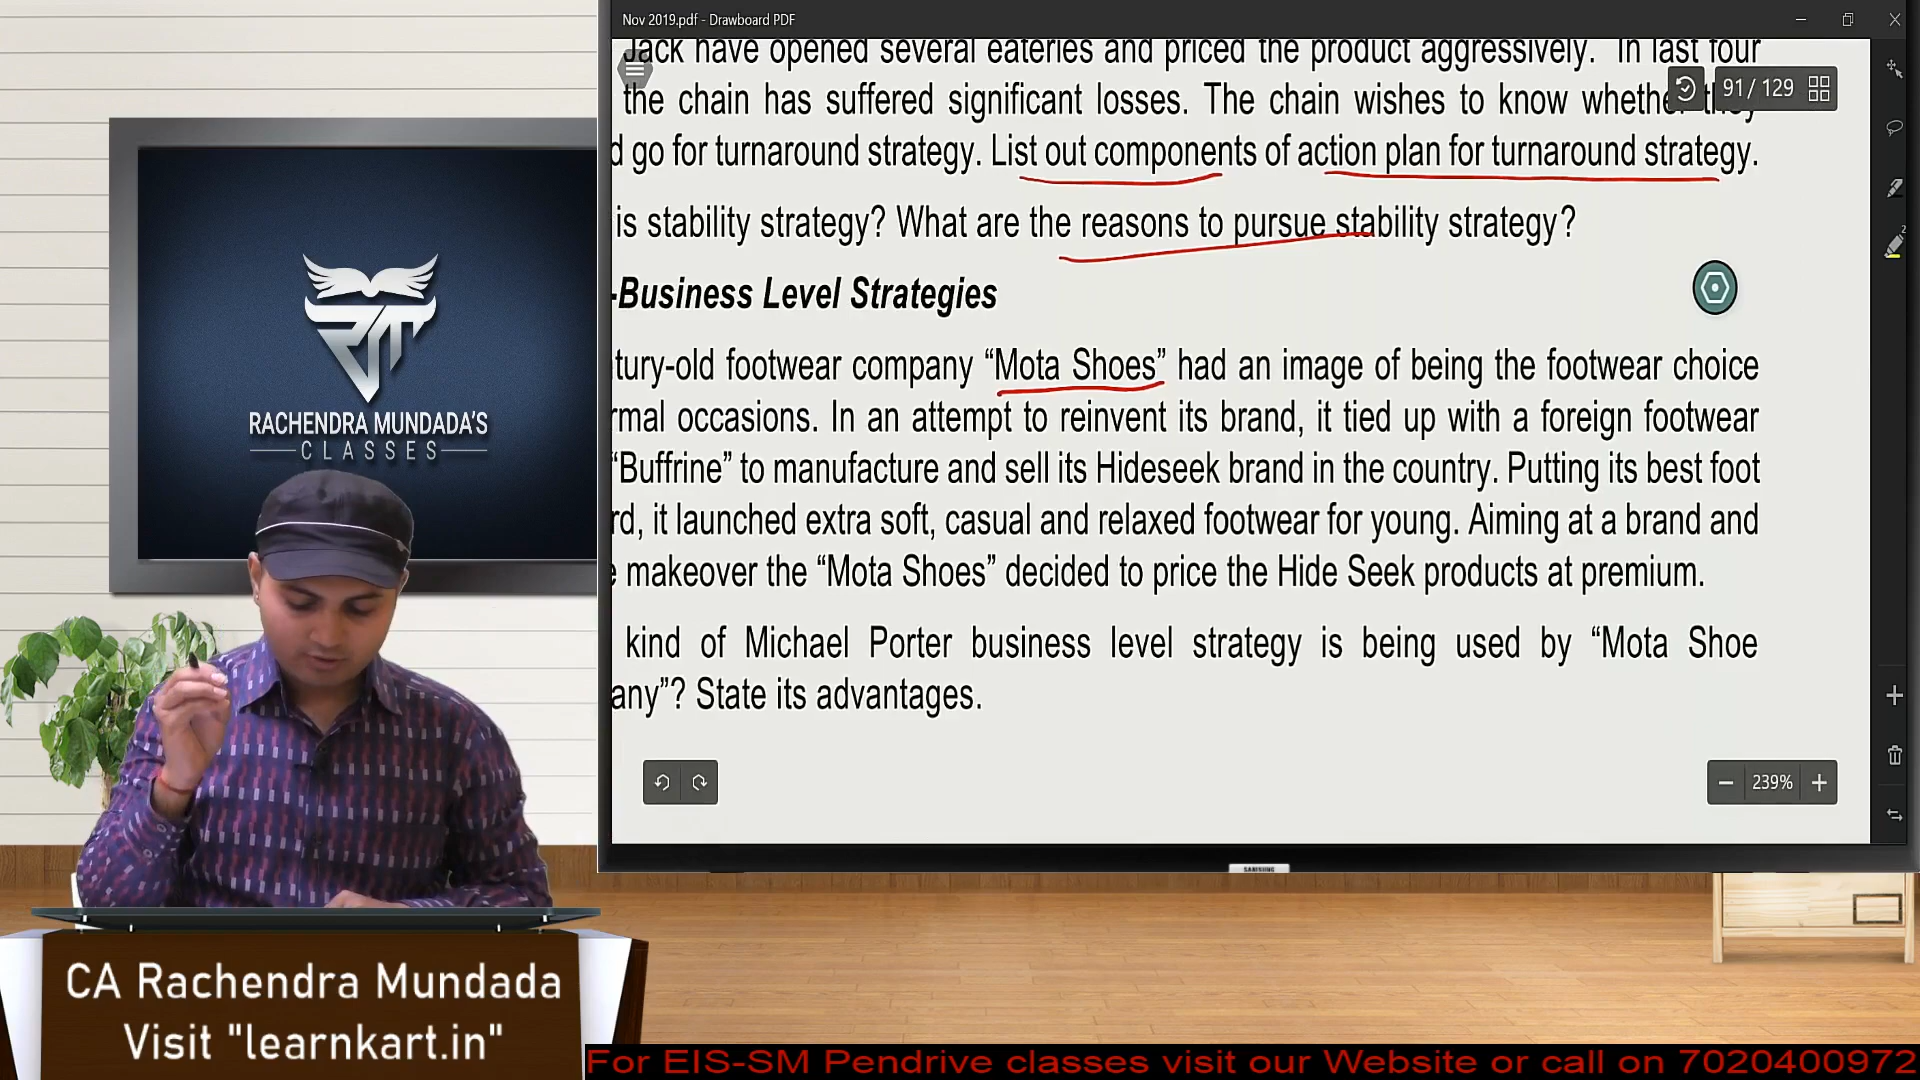 Nov 2019.pdf - Drawboard PDF
Jack have opened several eateries and priced the product aggressively. In last four
the chain has suffered significant losses. The chain wishes to know whether they
91 / 129
d go for turnaround strategy. List out components of action plan for turnaround strategy.
is stability strategy? What are the reasons to pursue stability strategy?
-Business Level Strategies
tury-old footwear company “Mota Shoes” had an image of being the footwear choice
rmal occasions. In an attempt to reinvent its brand, it tied up with a foreign footwear
“Buffrine” to manufacture and sell its Hideseek brand in the country. Putting its best foot
rd, it launched extra soft, casual and relaxed footwear for young. Aiming at a brand and
e makeover the “Mota Shoes” decided to price the Hide Seek products at premium.
kind of Michael Porter business level strategy is being used by “Mota Shoe
any”? State its advantages.
239%
2
SAMSUNG
RACHENDRA MUNDADA'S
CLASSES
CA Rachendra Mundada
Visit "learnkart.in"
For EIS-SM Pendrive classes visit our Website or call on 7020400972